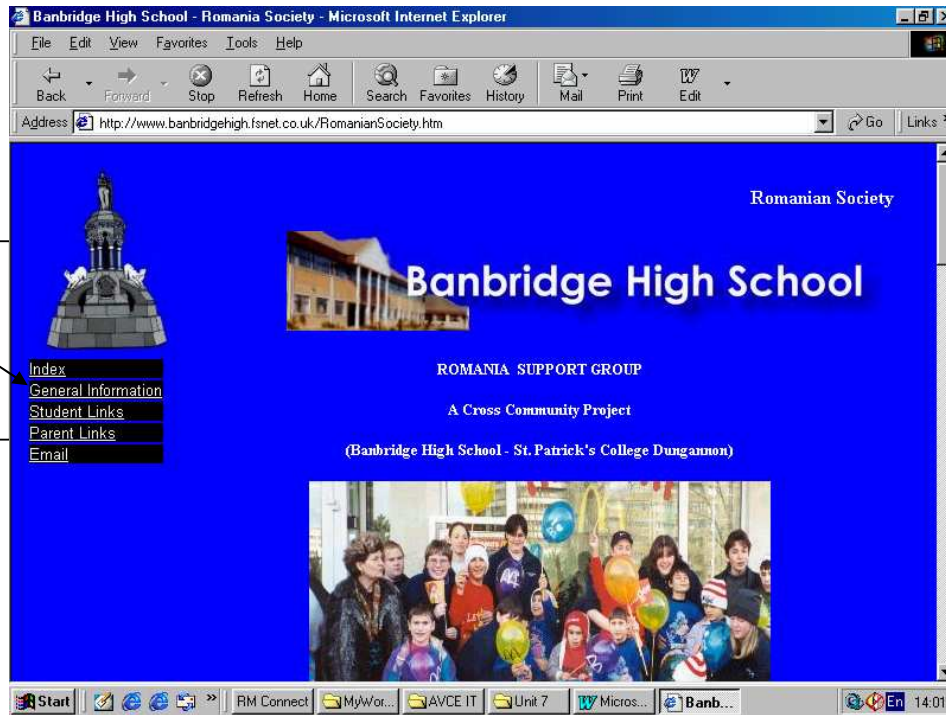 Banbridge High School - Romania Society - Microsoft Internet Explorer
File Edit View Favorites Tools Help
Back Forward Stop Refresh Home Search Favorites History Mail Print Edit
Address http://www.banbridgehigh.fsnet.co.uk/RomanianSociety.htm Go Links
Romanian Society
Banbridge High School
Index
General Information
Student Links
Parent Links
Email
ROMANIA SUPPORT GROUP
A Cross Community Project
(Banbridge High School - St. Patrick's College Dungannon)
Start » RM Connect MyWor... AVCE IT Unit 7 Micros... Banb... En 14:01